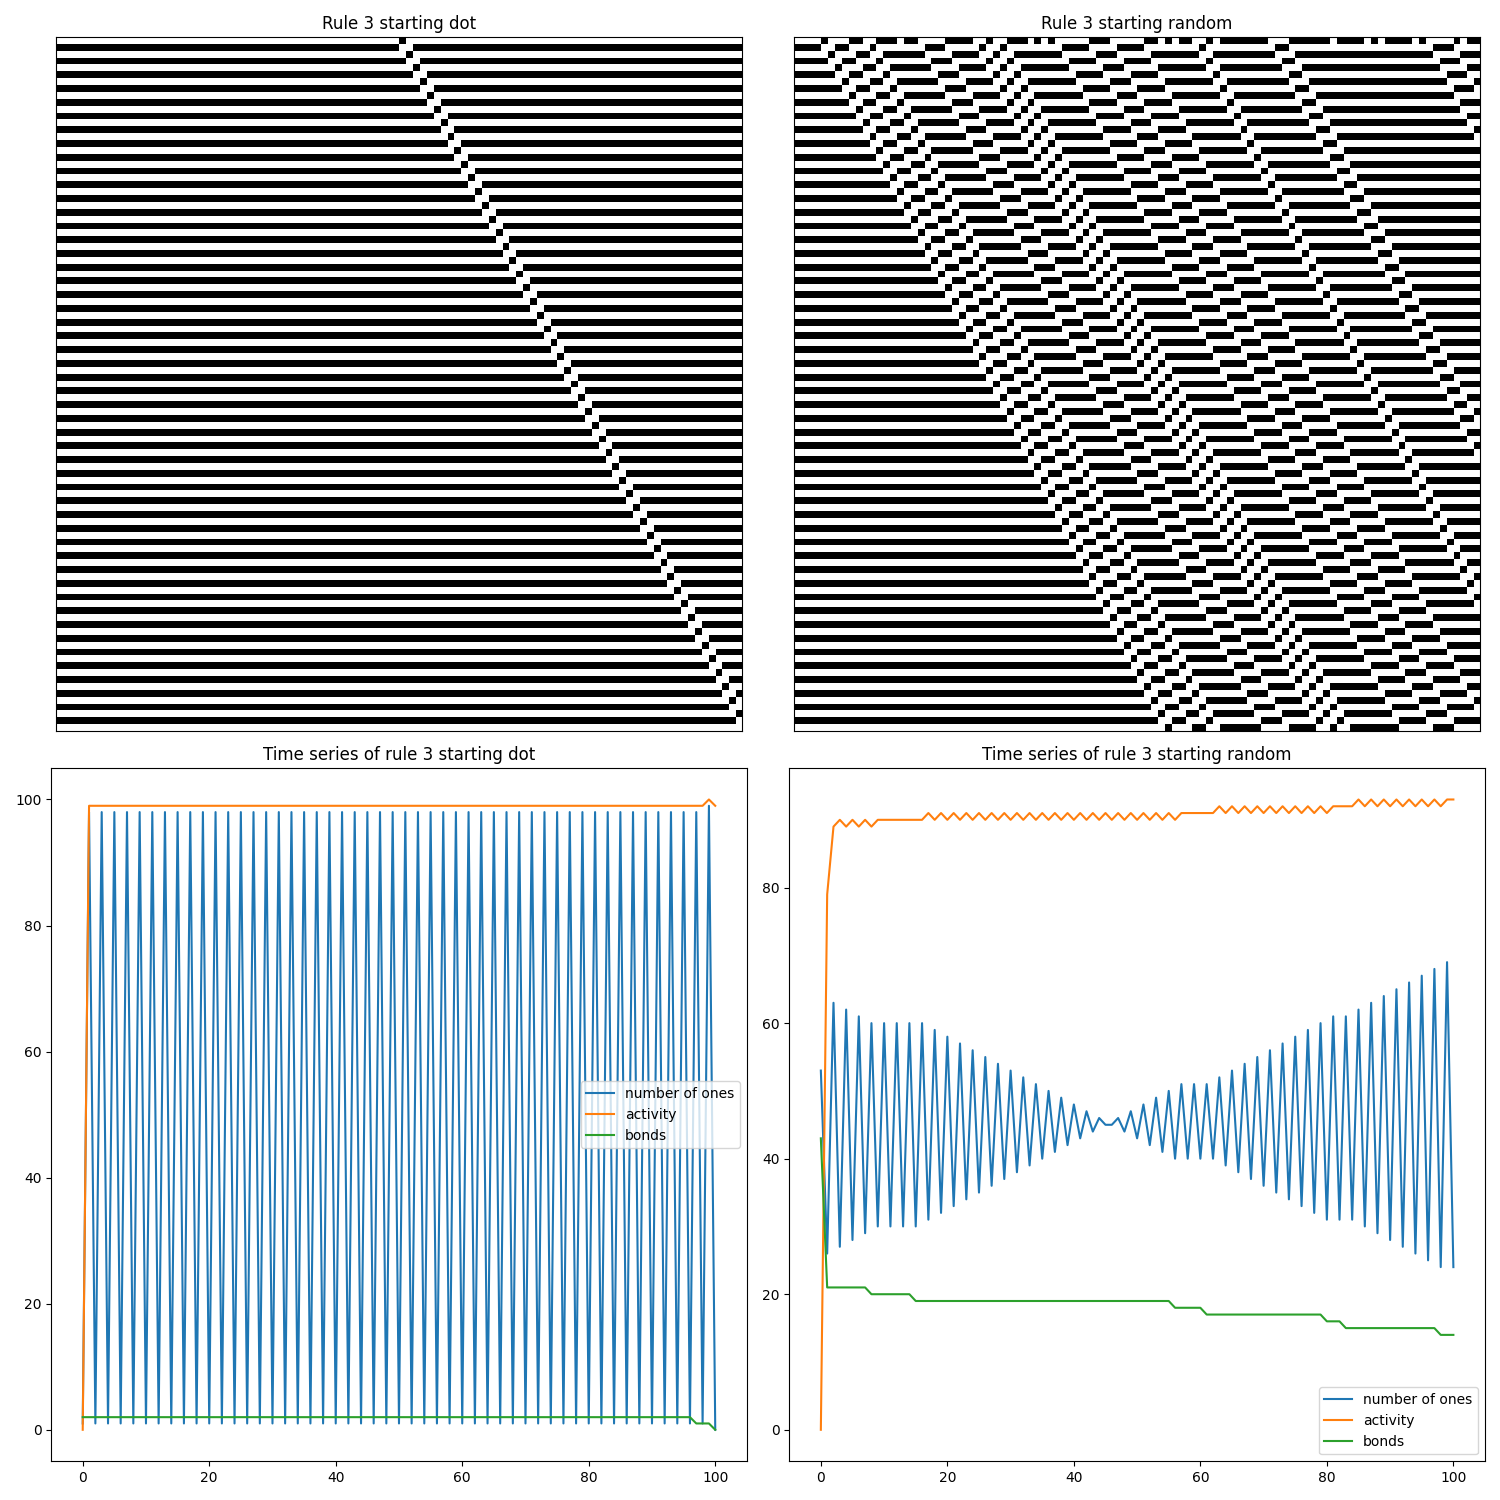 Rule 3 starting dot
Rule 3 starting random
Time series of rule 3 starting dot
100
80
60
40
20
0
number of ones
activity
bonds
0 20 40 60 80 100
Time series of rule 3 starting random
80
60
40
20
0
number of ones
activity
bonds
0 20 40 60 80 100